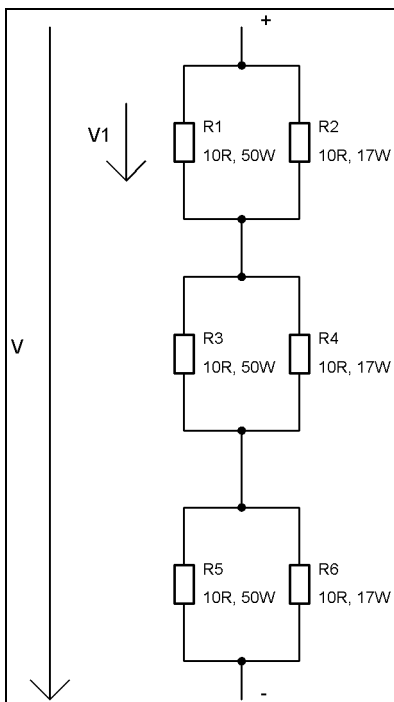 +
V1
R1
10R, 50W
R2
10R, 17W
V
R3
10R, 50W
R4
10R, 17W
R5
10R, 50W
R6
10R, 17W
-